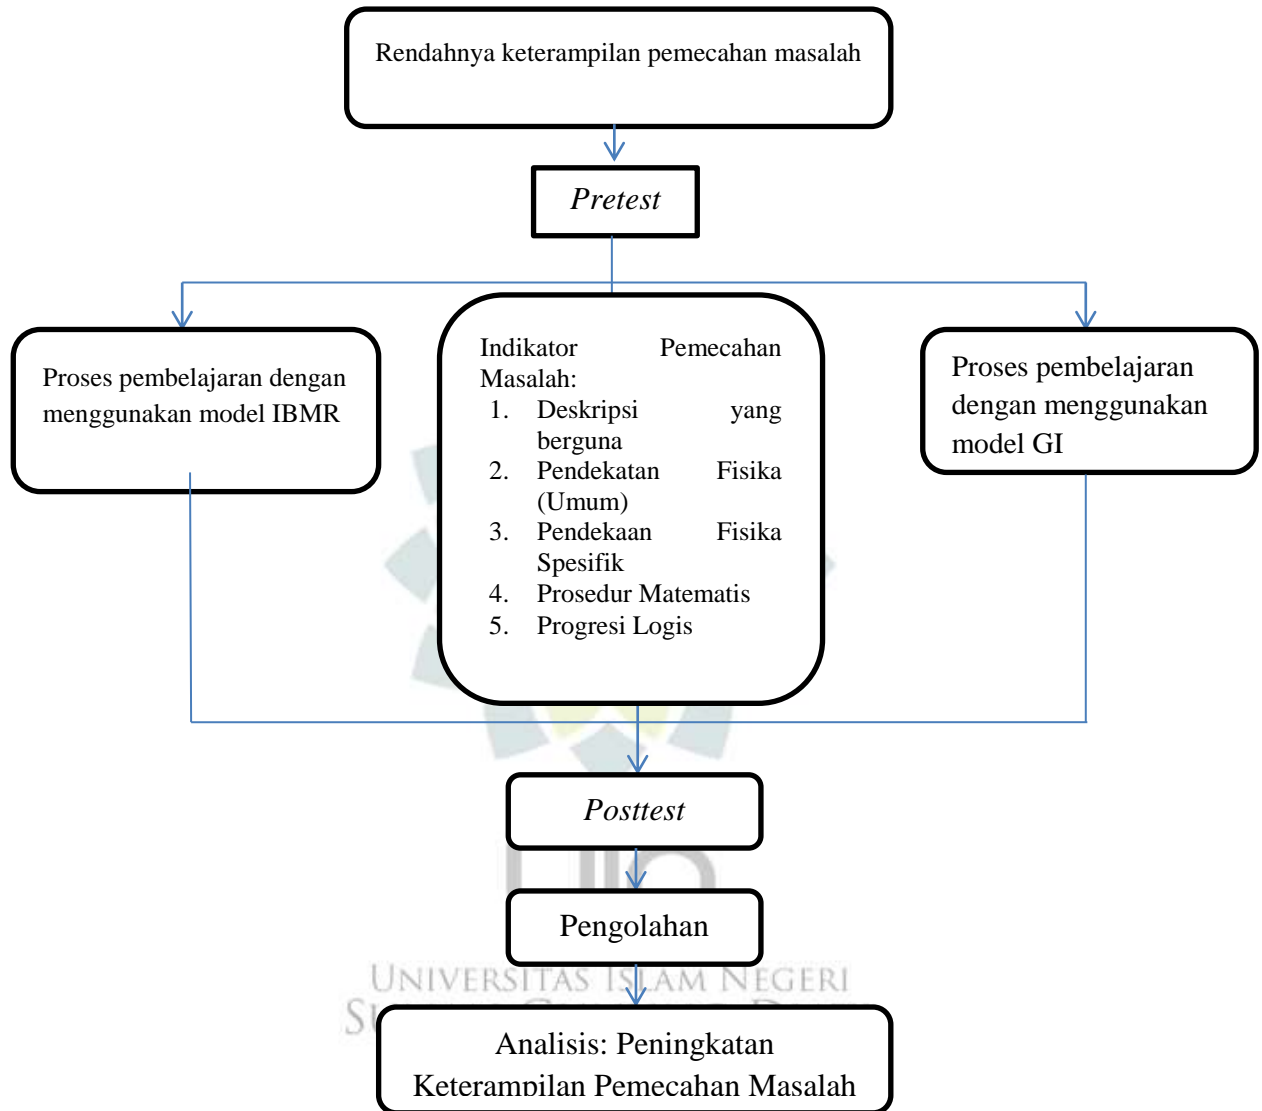 Rendahnya keterampilan pemecahan masalah
Pretest
Proses pembelajaran dengan
menggunakan model IBMR
Indikator Pemecahan
Masalah:
1. Deskripsi yang
berguna
2. Pendekatan Fisika
(Umum)
3. Pendekaan Fisika
Spesifik
4. Prosedur Matematis
5. Progresi Logis
Proses pembelajaran
dengan menggunakan
model GI
Posttest
Pengolahan
UNIVERSITAS ISLAM NEGERI
Analisis: Peningkatan
Keterampilan Pemecahan Masalah